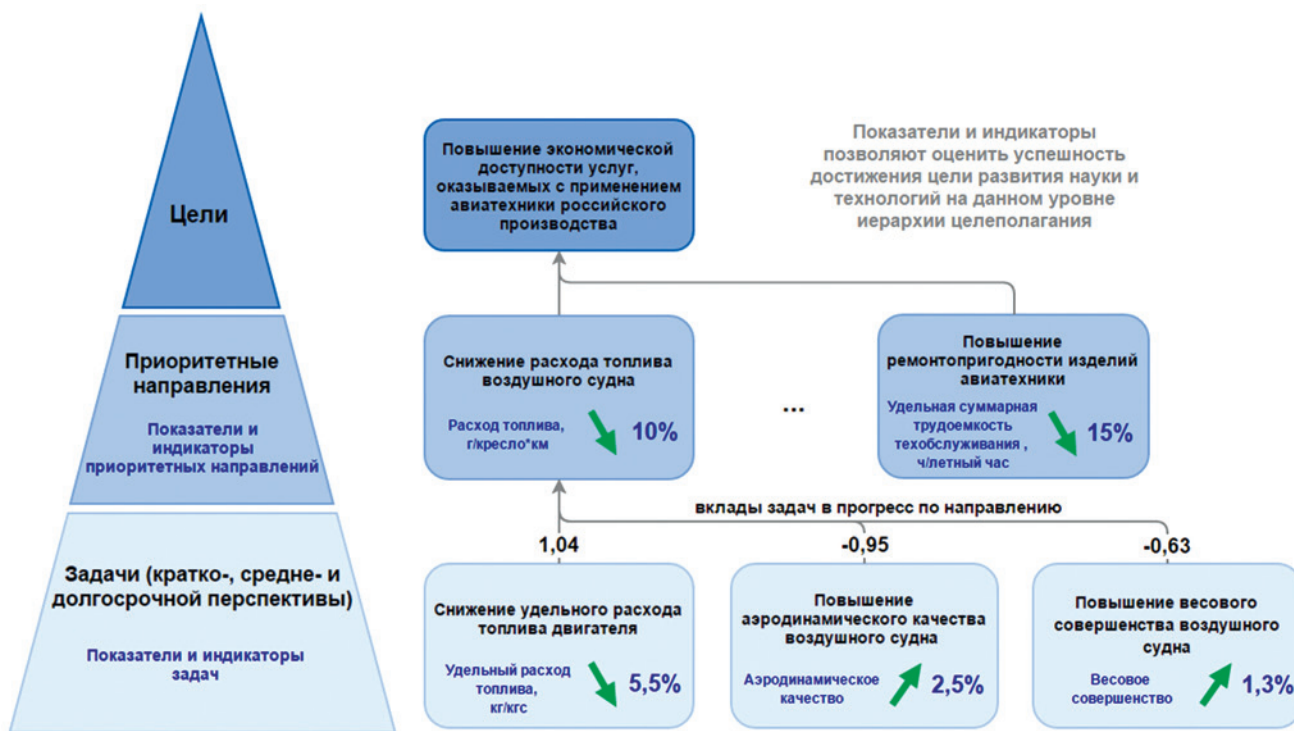 Цели
Приоритетные
направления
Показатели и
индикаторы
приоритетных направлений
Задачи (кратко-, средне- и
долгосрочной перспективы)
Показатели и индикаторы
задач
Повышение экономической
доступности услуг,
оказываемых с применением
авиатехники российского
производства
Показатели и индикаторы
позволяют оценить успешность
достижения цели развития науки и
технологий на данном уровне
иерархии целеполагания
Снижение расхода топлива
воздушного судна
Расход топлива,
г/кресло*км
10%
...
Повышение
ремонтопригодности изделий
авиатехники
Удельная суммарная
трудоемкость
техобслуживания ,
ч/летный час
15%
вклады задач в прогресс по направлению
1,04
-0,95
-0,63
Снижение удельного расхода
топлива двигателя
Удельный расход
топлива,
кг/кгс
5,5%
Повышение
аэродинамического качества
воздушного судна
Аэродинамическое
качество
2,5%
Повышение весового
совершенства воздушного
судна
Весовое
совершенство
1,3%